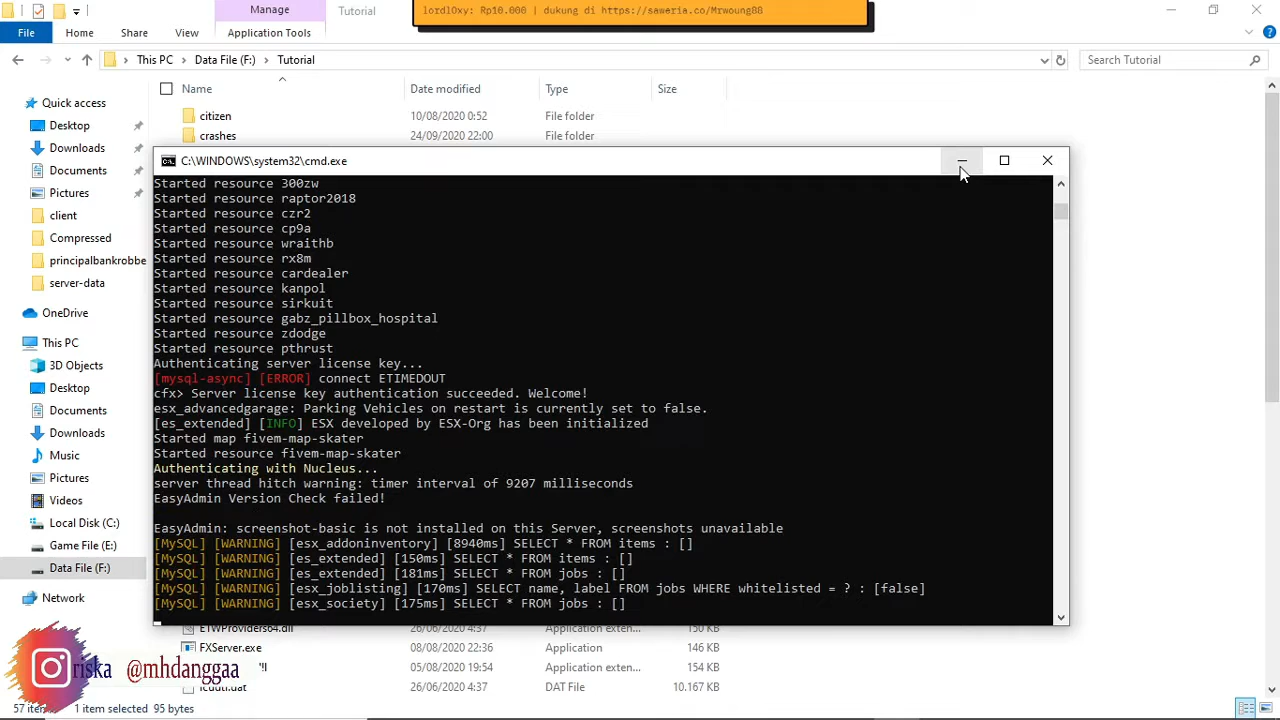 Manage
Tutorial
lordlOxy: Rp10.000 | dukung di https://saweria.co/Mrwoung88
File
Home
Share
View
Application Tools
This PC
Data File (F:)
Tutorial
Search Tutorial
Name
Date modified
Type
Size
Quick access
Desktop
Downloads
Documents
Pictures
client
Compressed
principalbankrobbe
server-data
OneDrive
This PC
3D Objects
Desktop
Documents
Downloads
Music
Pictures
Videos
Local Disk (C:)
Game File (E:)
Data File (F:)
Network
citizen 10/08/2020 0:52 File folder
crashes 24/09/2020 22:00 File folder
C:\WINDOWS\system32\cmd.exe
Started resource 300zw
Started resource raptor2018
Started resource czr2
Started resource cp9a
Started resource wraithb
Started resource rx8m
Started resource cardealer
Started resource kanpol
Started resource sirkuit
Started resource gabz_pillbox_hospital
Started resource zdodge
Started resource pthrust
Authenticating server license key...
[mysql-async] [ERROR] connect ETIMEDOUT
cfx> Server license key authentication succeeded. Welcome!
esx_advancedgarage: Parking Vehicles on restart is currently set to false.
[es_extended] [INFO] ESX developed by ESX-Org has been initialized
Started map fivem-map-skater
Started resource fivem-map-skater
Authenticating with Nucleus...
server thread hitch warning: timer interval of 9207 milliseconds
EasyAdmin Version Check failed!
EasyAdmin: screenshot-basic is not installed on this Server, screenshots unavailable
[MySQL] [WARNING] [esx_addoninventory] [8940ms] SELECT * FROM items : []
[MySQL] [WARNING] [es_extended] [150ms] SELECT * FROM items : []
[MySQL] [WARNING] [es_extended] [181ms] SELECT * FROM jobs : []
[MySQL] [WARNING] [esx_joblisting] [170ms] SELECT name, label FROM jobs WHERE whitelisted = ? : [false]
[MySQL] [WARNING] [esx_society] [175ms] SELECT * FROM jobs : []
ETWProviders64.dll 26/06/2020 4:37 Application exten... 150 KB
FXServer.exe 08/08/2020 22:36 Application 146 KB
05/08/2020 19:54 Application exten... 154 KB
26/06/2020 4:37 DAT File 10.167 KB
riska @mhdanggaa
57 items 1 item selected 95 bytes